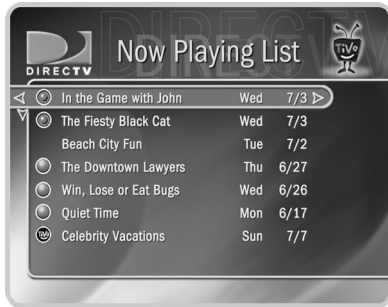 DIRECTV
Now Playing List
TiVo
DIRECTV
In the Game with John Wed 7/3
The Fiesty Black Cat Wed 7/3
Beach City Fun Tue 7/2
The Downtown Lawyers Thu 6/27
Win, Lose or Eat Bugs Wed 6/26
Quiet Time Mon 6/17
TiVo Celebrity Vacations Sun 7/7